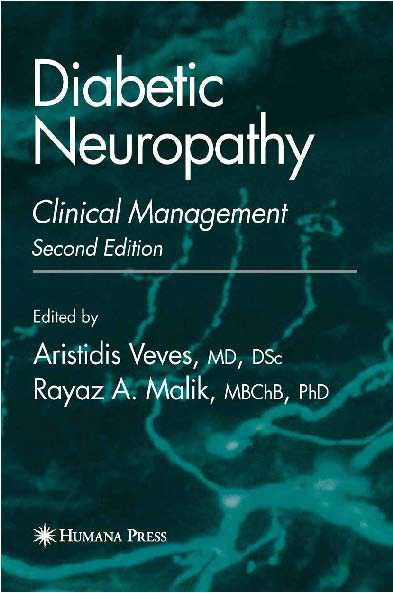 Diabetic
Neuropathy
Clinical Management
Second Edition
Edited by
Aristidis Veves, MD, DSc
Rayaz A. Malik, MBChB, PhD
HUMANA PRESS